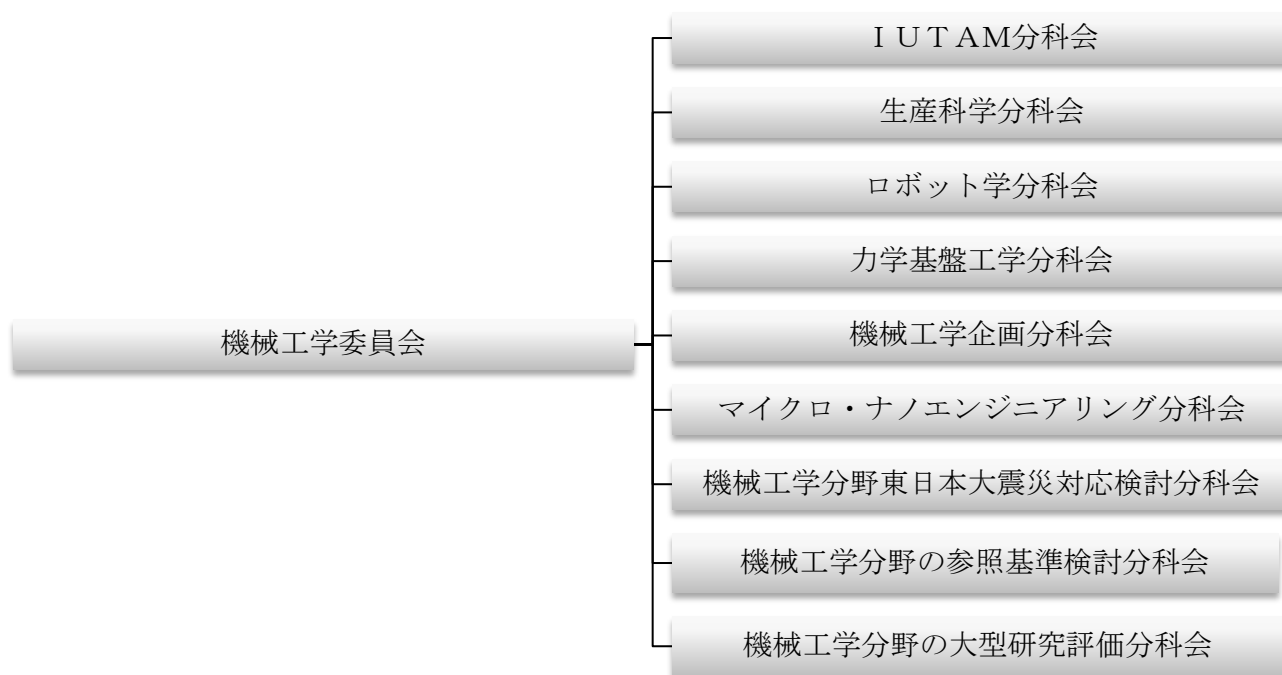 機械工学委員会
ＩＵＴＡＭ分科会
生産科学分科会
ロボット学分科会
力学基盤工学分科会
機械工学企画分科会
マイクロ・ナノエンジニアリング分科会
機械工学分野東日本大震災対応検討分科会
機械工学分野の参照基準検討分科会
機械工学分野の大型研究評価分科会